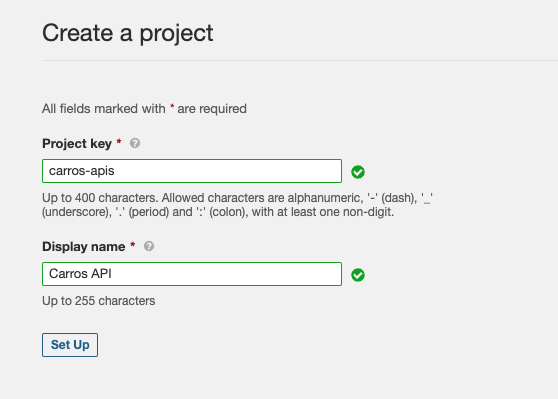 Create a project
All fields marked with * are required
Project key *
carros-apis
Up to 400 characters. Allowed characters are alphanumeric, '-' (dash), '_'
(underscore), '.' (period) and ':' (colon), with at least one non-digit.
Display name *
Carros API
Up to 255 characters
Set Up